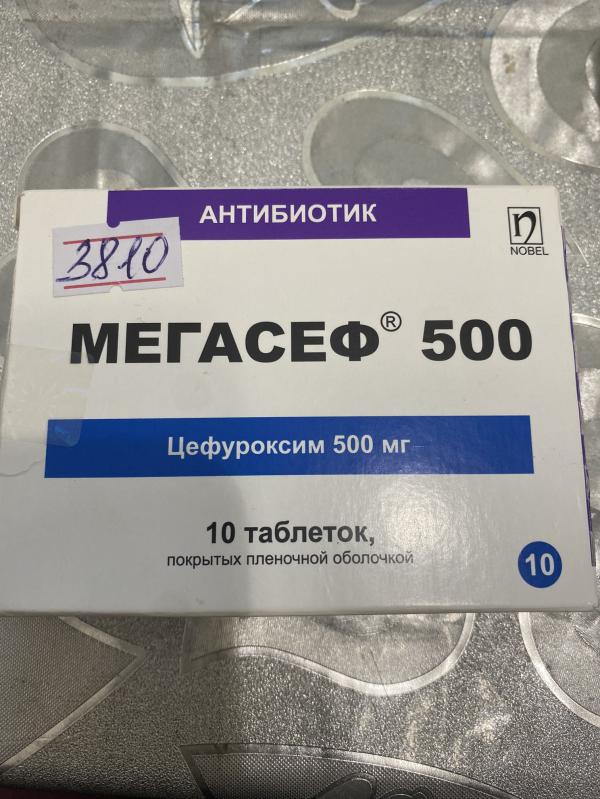 АНТИБИОТИК
NOBEL
3810
МЕГАСЕФ® 500
Цефуроксим 500 мг
10 таблеток,
покрытых пленочной оболочкой
10